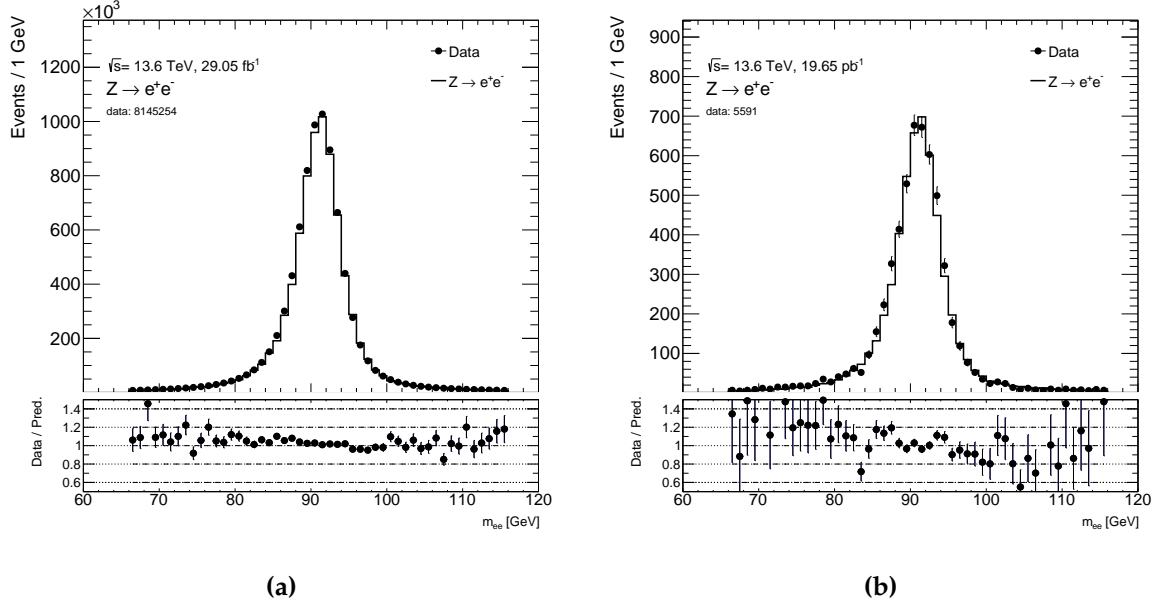 ×10³
Events / 1 GeV
1200
1000
800
600
400
200
√s= 13.6 TeV, 29.05 fb⁻¹
Z → e⁺e⁻
data: 8145254
Data
Z → e⁺e⁻
Data / Pred.
1.4
1.2
1
0.8
0.6
60 70 80 90 100 110 120
m_ee [GeV]
(a)
Events / 1 GeV
900
800
700
600
500
400
300
200
100
√s= 13.6 TeV, 19.65 pb⁻¹
Z → e⁺e⁻
data: 5591
Data
Z → e⁺e⁻
Data / Pred.
1.4
1.2
1
0.8
0.6
60 70 80 90 100 110 120
m_ee [GeV]
(b)